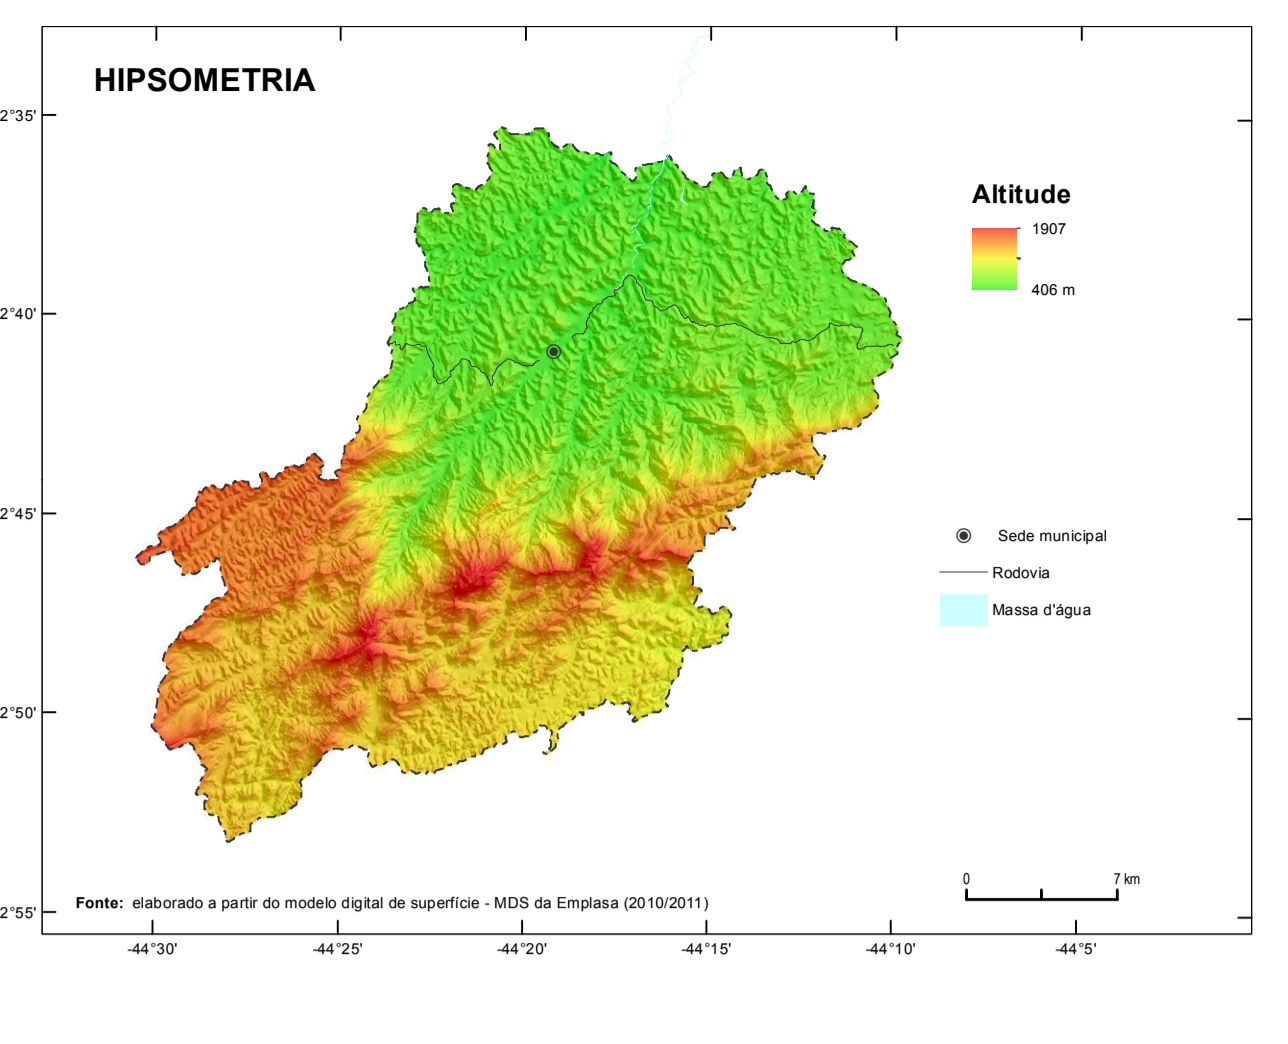 HIPSOMETRIA
2°35'
2°40'
2°45'
2°50'
2°55'
Altitude
1907
406 m
Sede municipal
Rodovia
Massa d'água
0 7 km
Fonte: elaborado a partir do modelo digital de superfície - MDS da Emplasa (2010/2011)
-44°30' -44°25' -44°20' -44°15' -44°10' -44°5'